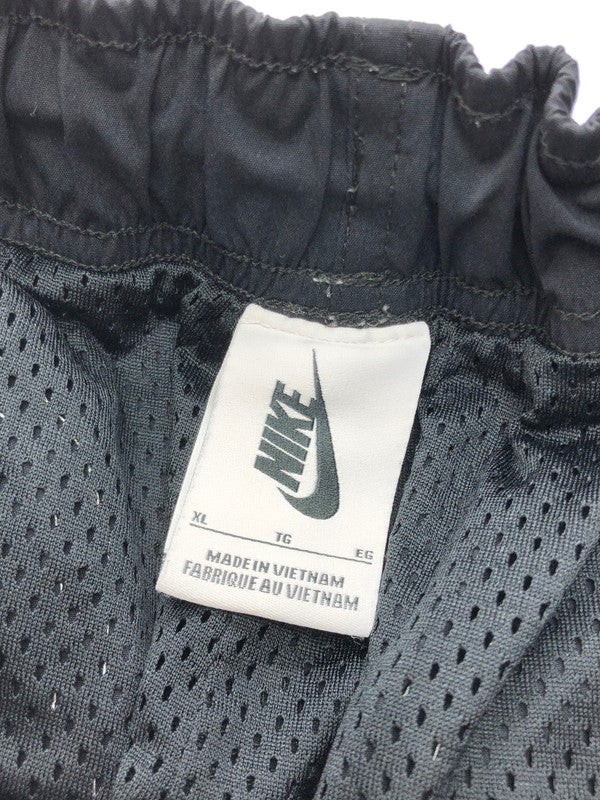 NIKE
XL TG EG
MADE IN VIETNAM
FABRIQUE AU VIETNAM